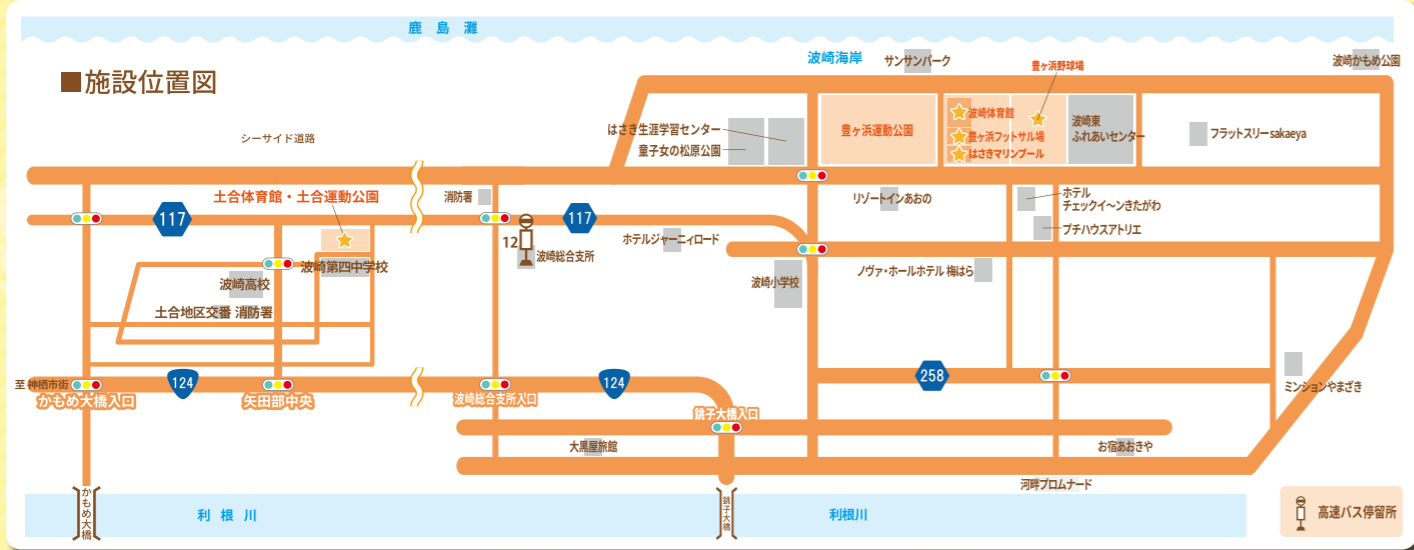 鹿島灘
■施設位置図
波崎海岸
サンサンパーク
豊ヶ浜野球場
波崎かもめ公園
シーサイド道路
はさき生涯学習センター
童子女の松原公園
豊ヶ浜運動公園
波崎体育館
豊ヶ浜フットサル場
はさきマリンプール
波崎東
ふれあいセンター
フラットスリーsakaeya
土合体育館・土合運動公園
消防署
リゾートインあおの
ホテル
チェックイ〜ンきたがわ
プチハウスアトリエ
117
117
12
波崎総合支所
ホテルジャーニィロード
波崎第四中学校
波崎高校
土合地区交番 消防署
波崎小学校
ノヴァ・ホールホテル 梅はら
至 神栖市街
124
124
258
かもめ大橋入口
矢田部中央
波崎総合支所入口
銚子大橋入口
ミンションやまざき
大黒屋旅館
お宿あおきや
河畔プロムナード
かもめ大橋
利根川
銚子大橋
利根川
高速バス停留所